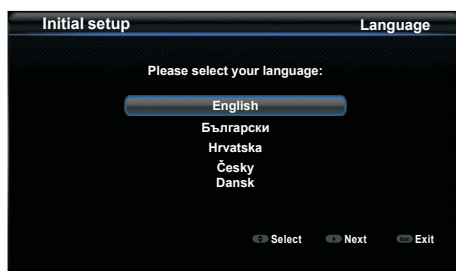 Initial setup Language
Please select your language:
English
Български
Hrvatska
Česky
Dansk
Select Next Exit